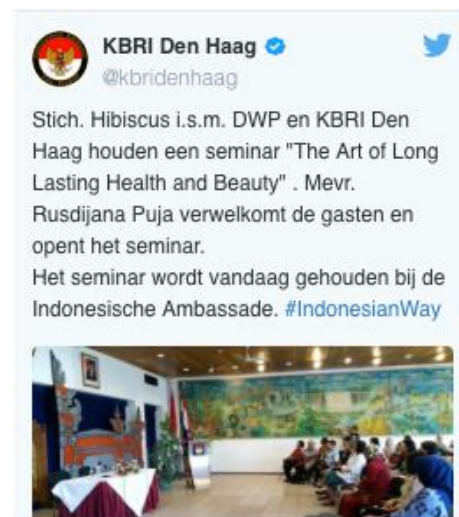 KBRI Den Haag
@kbridenhaag
Stich. Hibiscus i.s.m. DWP en KBRI Den
Haag houden een seminar "The Art of Long
Lasting Health and Beauty" . Mevr.
Rusdijana Puja verwelkomt de gasten en
opent het seminar.
Het seminar wordt vandaag gehouden bij de
Indonesische Ambassade. #IndonesianWay